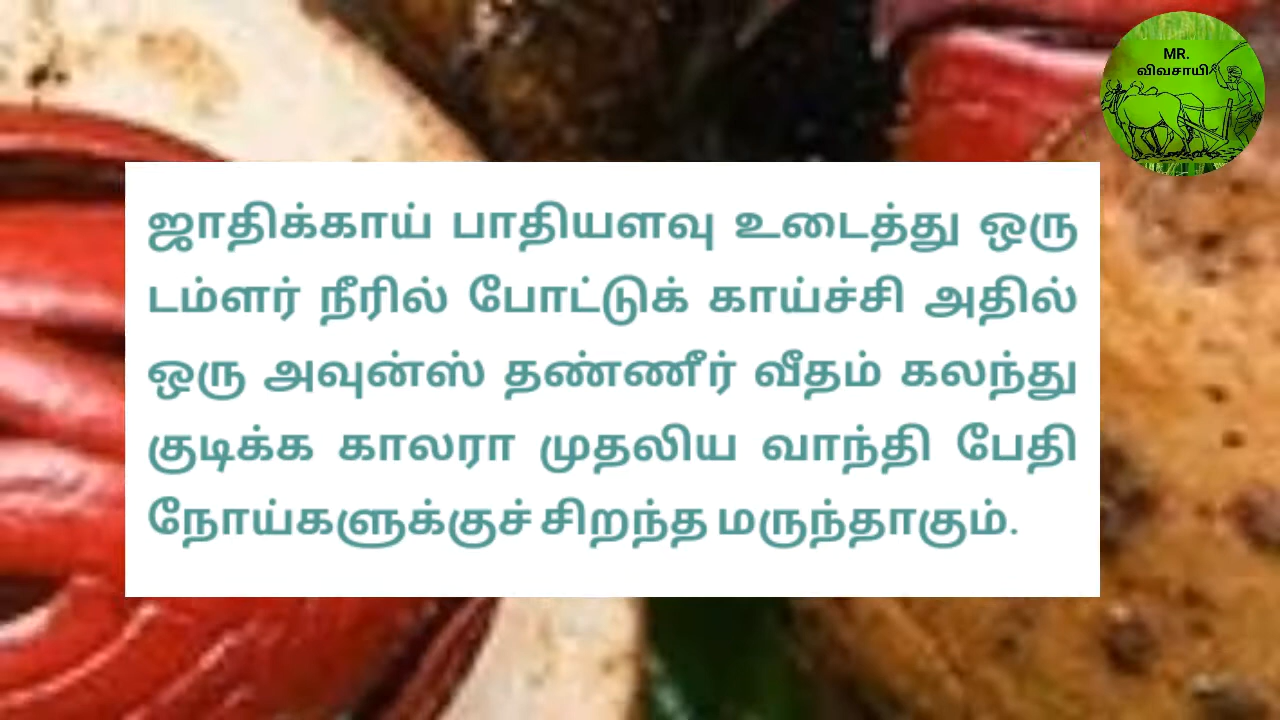 MR.
விவசாயி
ஜாதிக்காய் பாதியளவு உடைத்து ஒரு
டம்ளர் நீரில் போட்டுக் காய்ச்சி அதில்
ஒரு அவுன்ஸ் தண்ணீர் வீதம் கலந்து
குடிக்க காலரா முதலிய வாந்தி பேதி
நோய்களுக்குச் சிறந்த மருந்தாகும்.